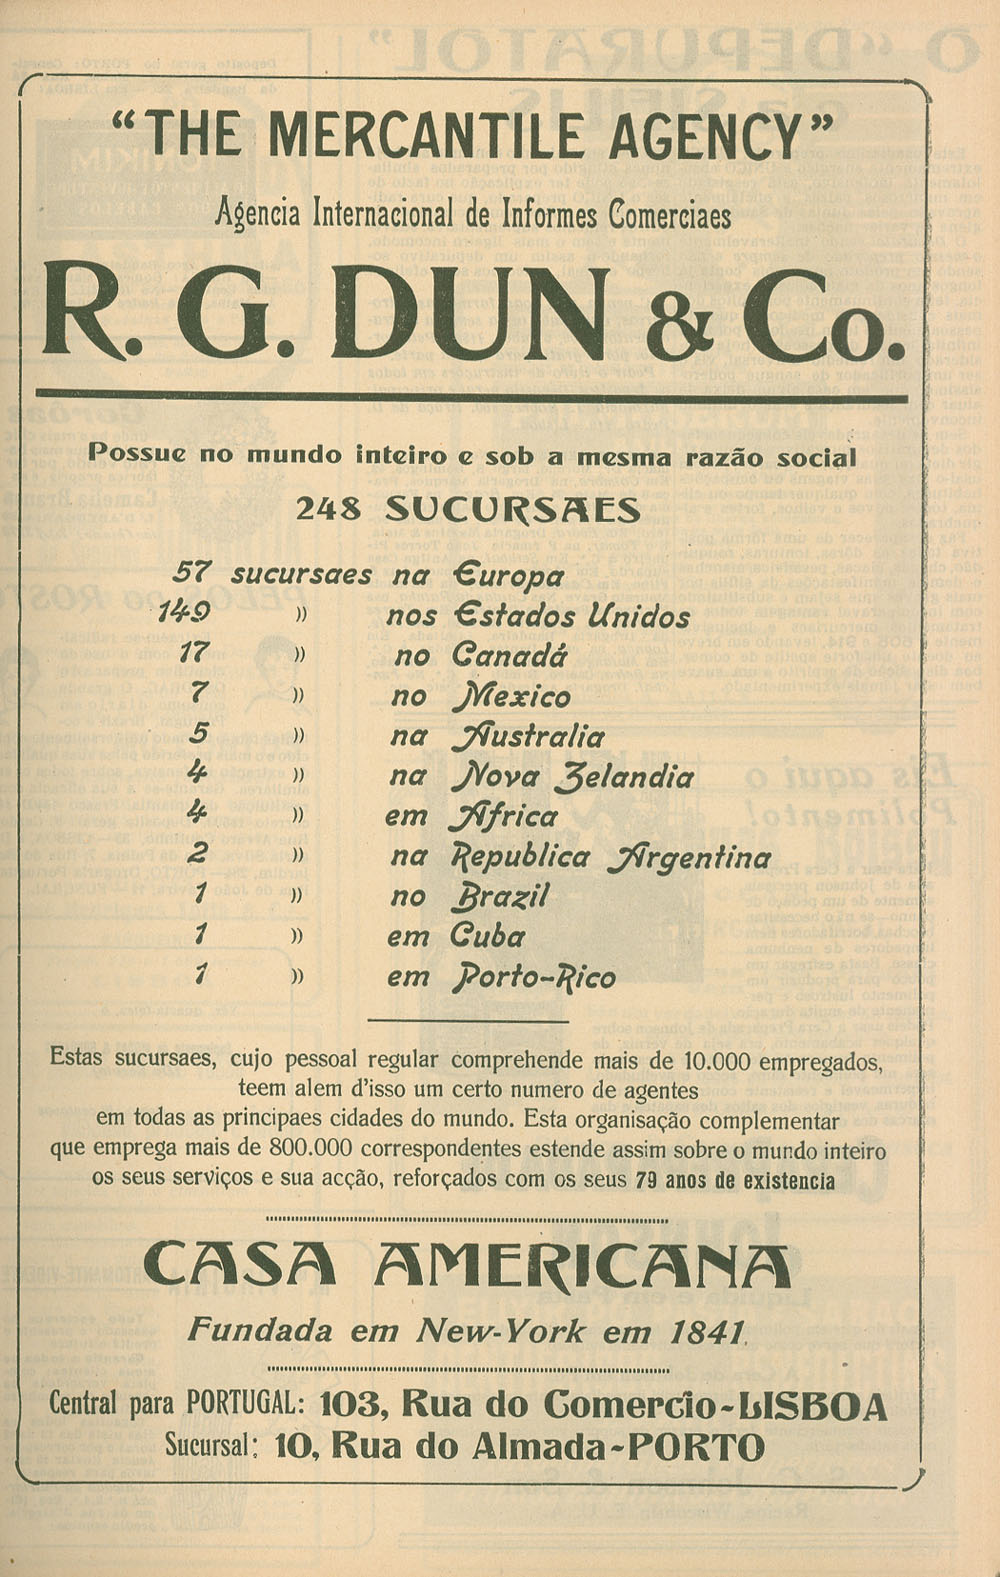 "THE MERCANTILE AGENCY"
Agencia Internacional de Informes Comerciaes
R. G. DUN & Co.
Possue no mundo inteiro e sob a mesma razão social
248 SUCURSAES
57 sucursaes na Europa
149 )) nos Estados Unidos
17 )) no Canadá
7 )) no Mexico
5 )) na Australia
4 )) na Nova Zelandia
4 )) em Africa
2 )) na Republica Argentina
1 )) no Brazil
1 )) em Cuba
1 )) em Porto-Rico
Estas sucursaes, cujo pessoal regular comprehende mais de 10.000 empregados,
teem alem d'isso um certo numero de agentes
em todas as principaes cidades do mundo. Esta organisação complementar
que emprega mais de 800.000 correspondentes estende assim sobre o mundo inteiro
os seus serviços e sua acção, reforçados com os seus 79 anos de existencia
CASA AMERICANA
Fundada em New-York em 1841.
Central para PORTUGAL: 103, Rua do Comercio-LISBOA
Sucursal: 10, Rua do Almada-PORTO